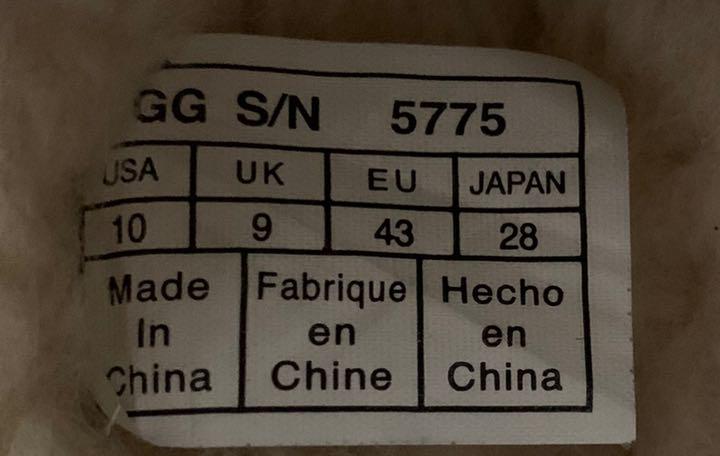 GG S/N 5775
USA UK EU JAPAN
10 9 43 28
Made Fabrique Hecho
In en en
China Chine China